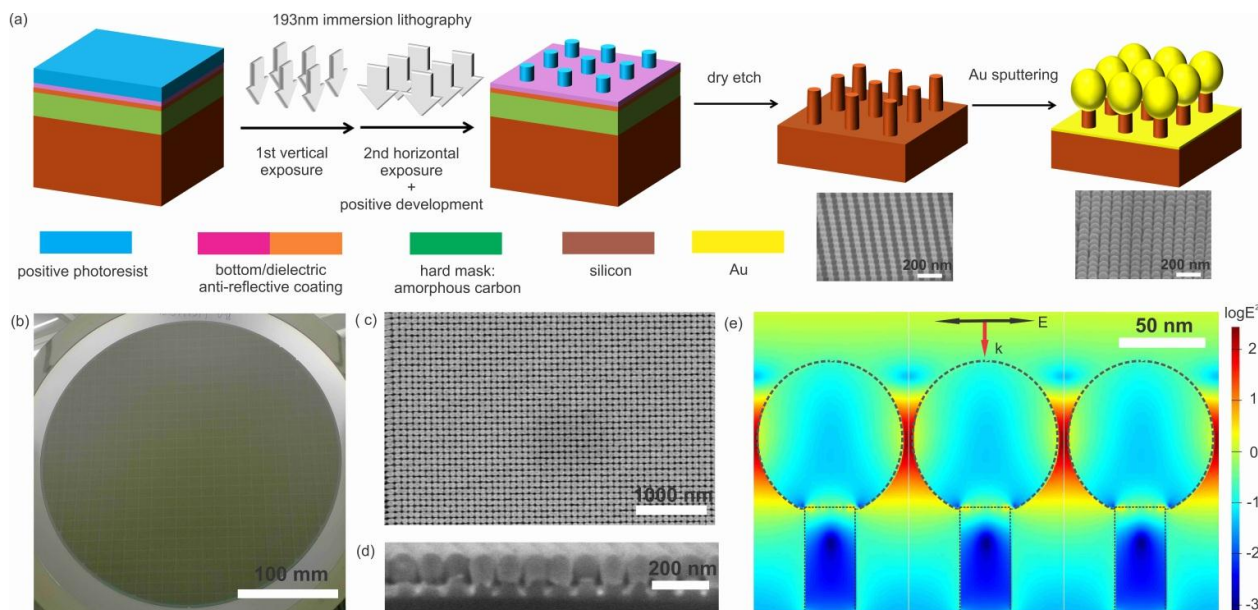 (a)
193nm immersion lithography
1st vertical
exposure
2nd horizontal
exposure
+
positive development
dry etch
Au sputtering
200 nm
200 nm
positive photoresist
bottom/dielectric
anti-reflective coating
hard mask:
amorphous carbon
silicon
Au
(b)
100 mm
( c)
1000 nm
(d)
200 nm
(e)
E
k
50 nm
logE²
2
1
0
-1
-2
-3